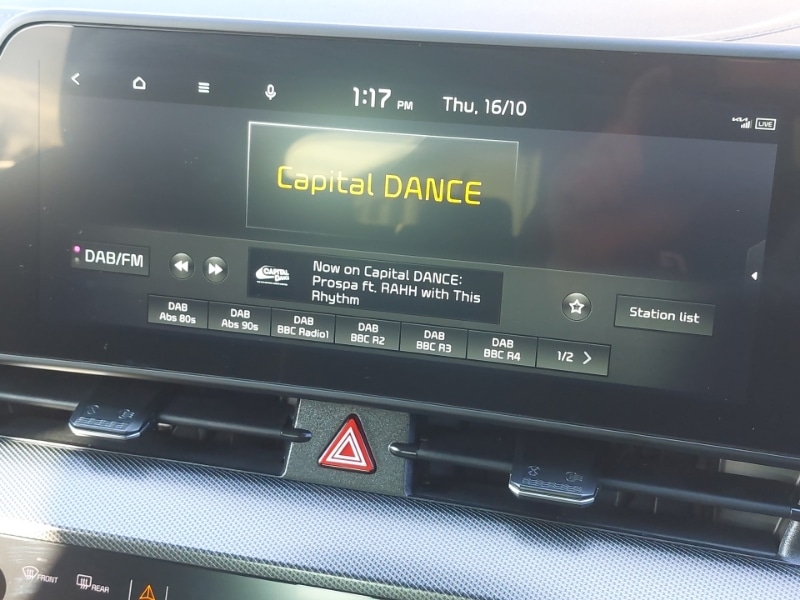 1:17 PM
Thu, 16/10
LIVE
Capital DANCE
DAB/FM
CAPITAL
DANCE
Now on Capital DANCE:
Prospa ft. RAHH with This
Rhythm
Station list
DAB
Abs 80s
DAB
Abs 90s
DAB
BBC Radio1
DAB
BBC R2
DAB
BBC R3
DAB
BBC R4
1/2
FRONT
REAR